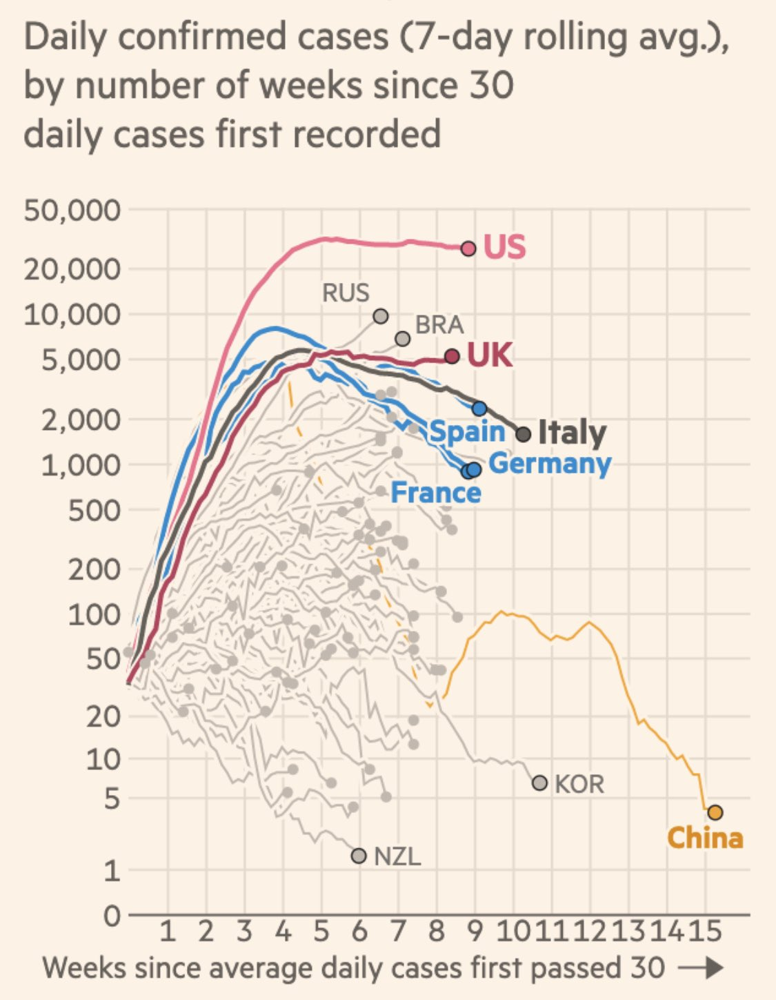 Daily confirmed cases (7-day rolling avg.),
by number of weeks since 30
daily cases first recorded
50,000
US
20,000
RUS
10,000
BRA
UK
5,000
2,000
Spain
Italy
1,000
Germany
France
500
200
100
50
20
10
KOR
5
China
NZL
1
0
1 2 3 4 5 6 7 8 9 10 11 12 13 14 15
Weeks since average daily cases first passed 30 →